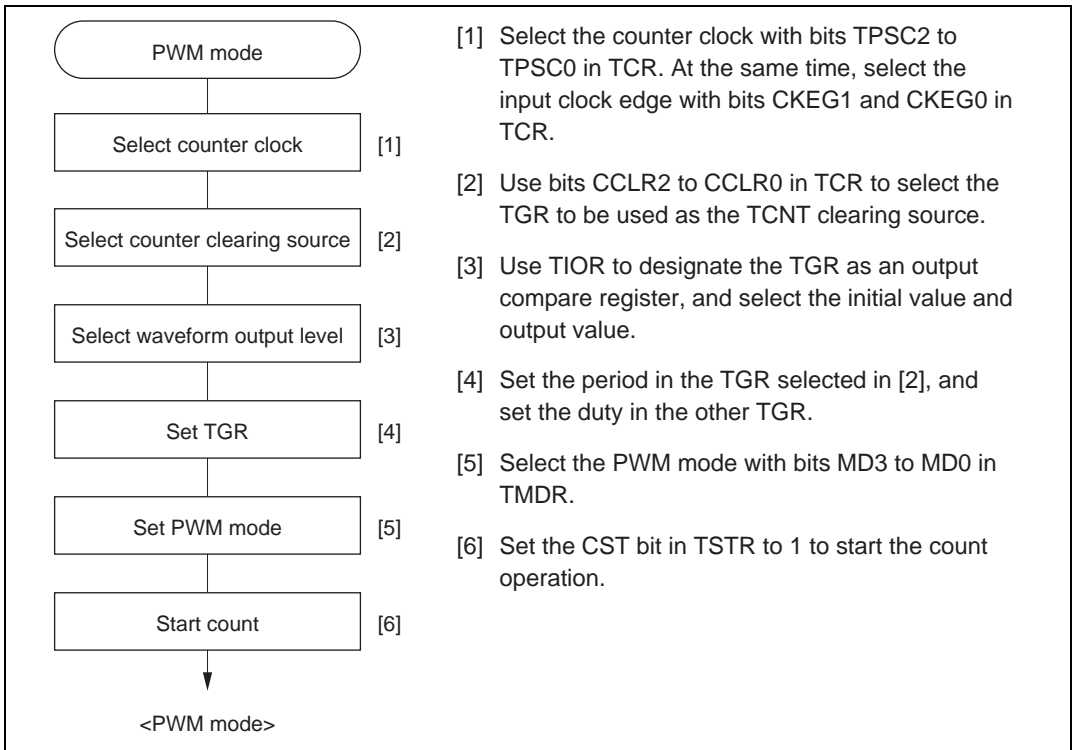 PWM mode
Select counter clock [1]
Select counter clearing source [2]
Select waveform output level [3]
Set TGR [4]
Set PWM mode [5]
Start count [6]
<PWM mode>
[1] Select the counter clock with bits TPSC2 to
TPSC0 in TCR. At the same time, select the
input clock edge with bits CKEG1 and CKEG0 in
TCR.
[2] Use bits CCLR2 to CCLR0 in TCR to select the
TGR to be used as the TCNT clearing source.
[3] Use TIOR to designate the TGR as an output
compare register, and select the initial value and
output value.
[4] Set the period in the TGR selected in [2], and
set the duty in the other TGR.
[5] Select the PWM mode with bits MD3 to MD0 in
TMDR.
[6] Set the CST bit in TSTR to 1 to start the count
operation.